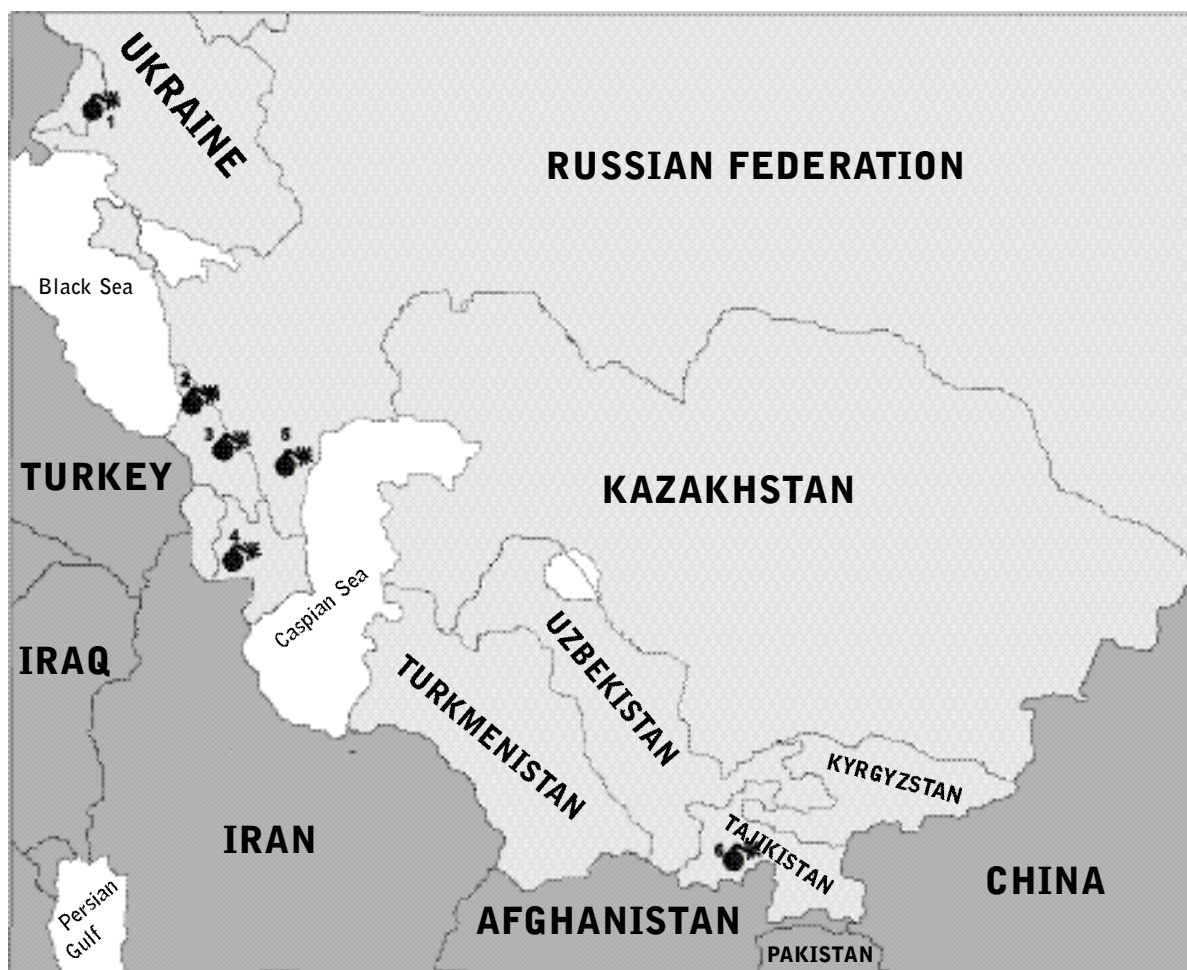 UKRAINE
1
RUSSIAN FEDERATION
Black Sea
2
3
5
TURKEY
KAZAKHSTAN
4
Caspian Sea
UZBEKISTAN
IRAQ
TURKMENISTAN
KYRGYZSTAN
IRAN
TAJIKISTAN
6
CHINA
Persian
Gulf
AFGHANISTAN
PAKISTAN